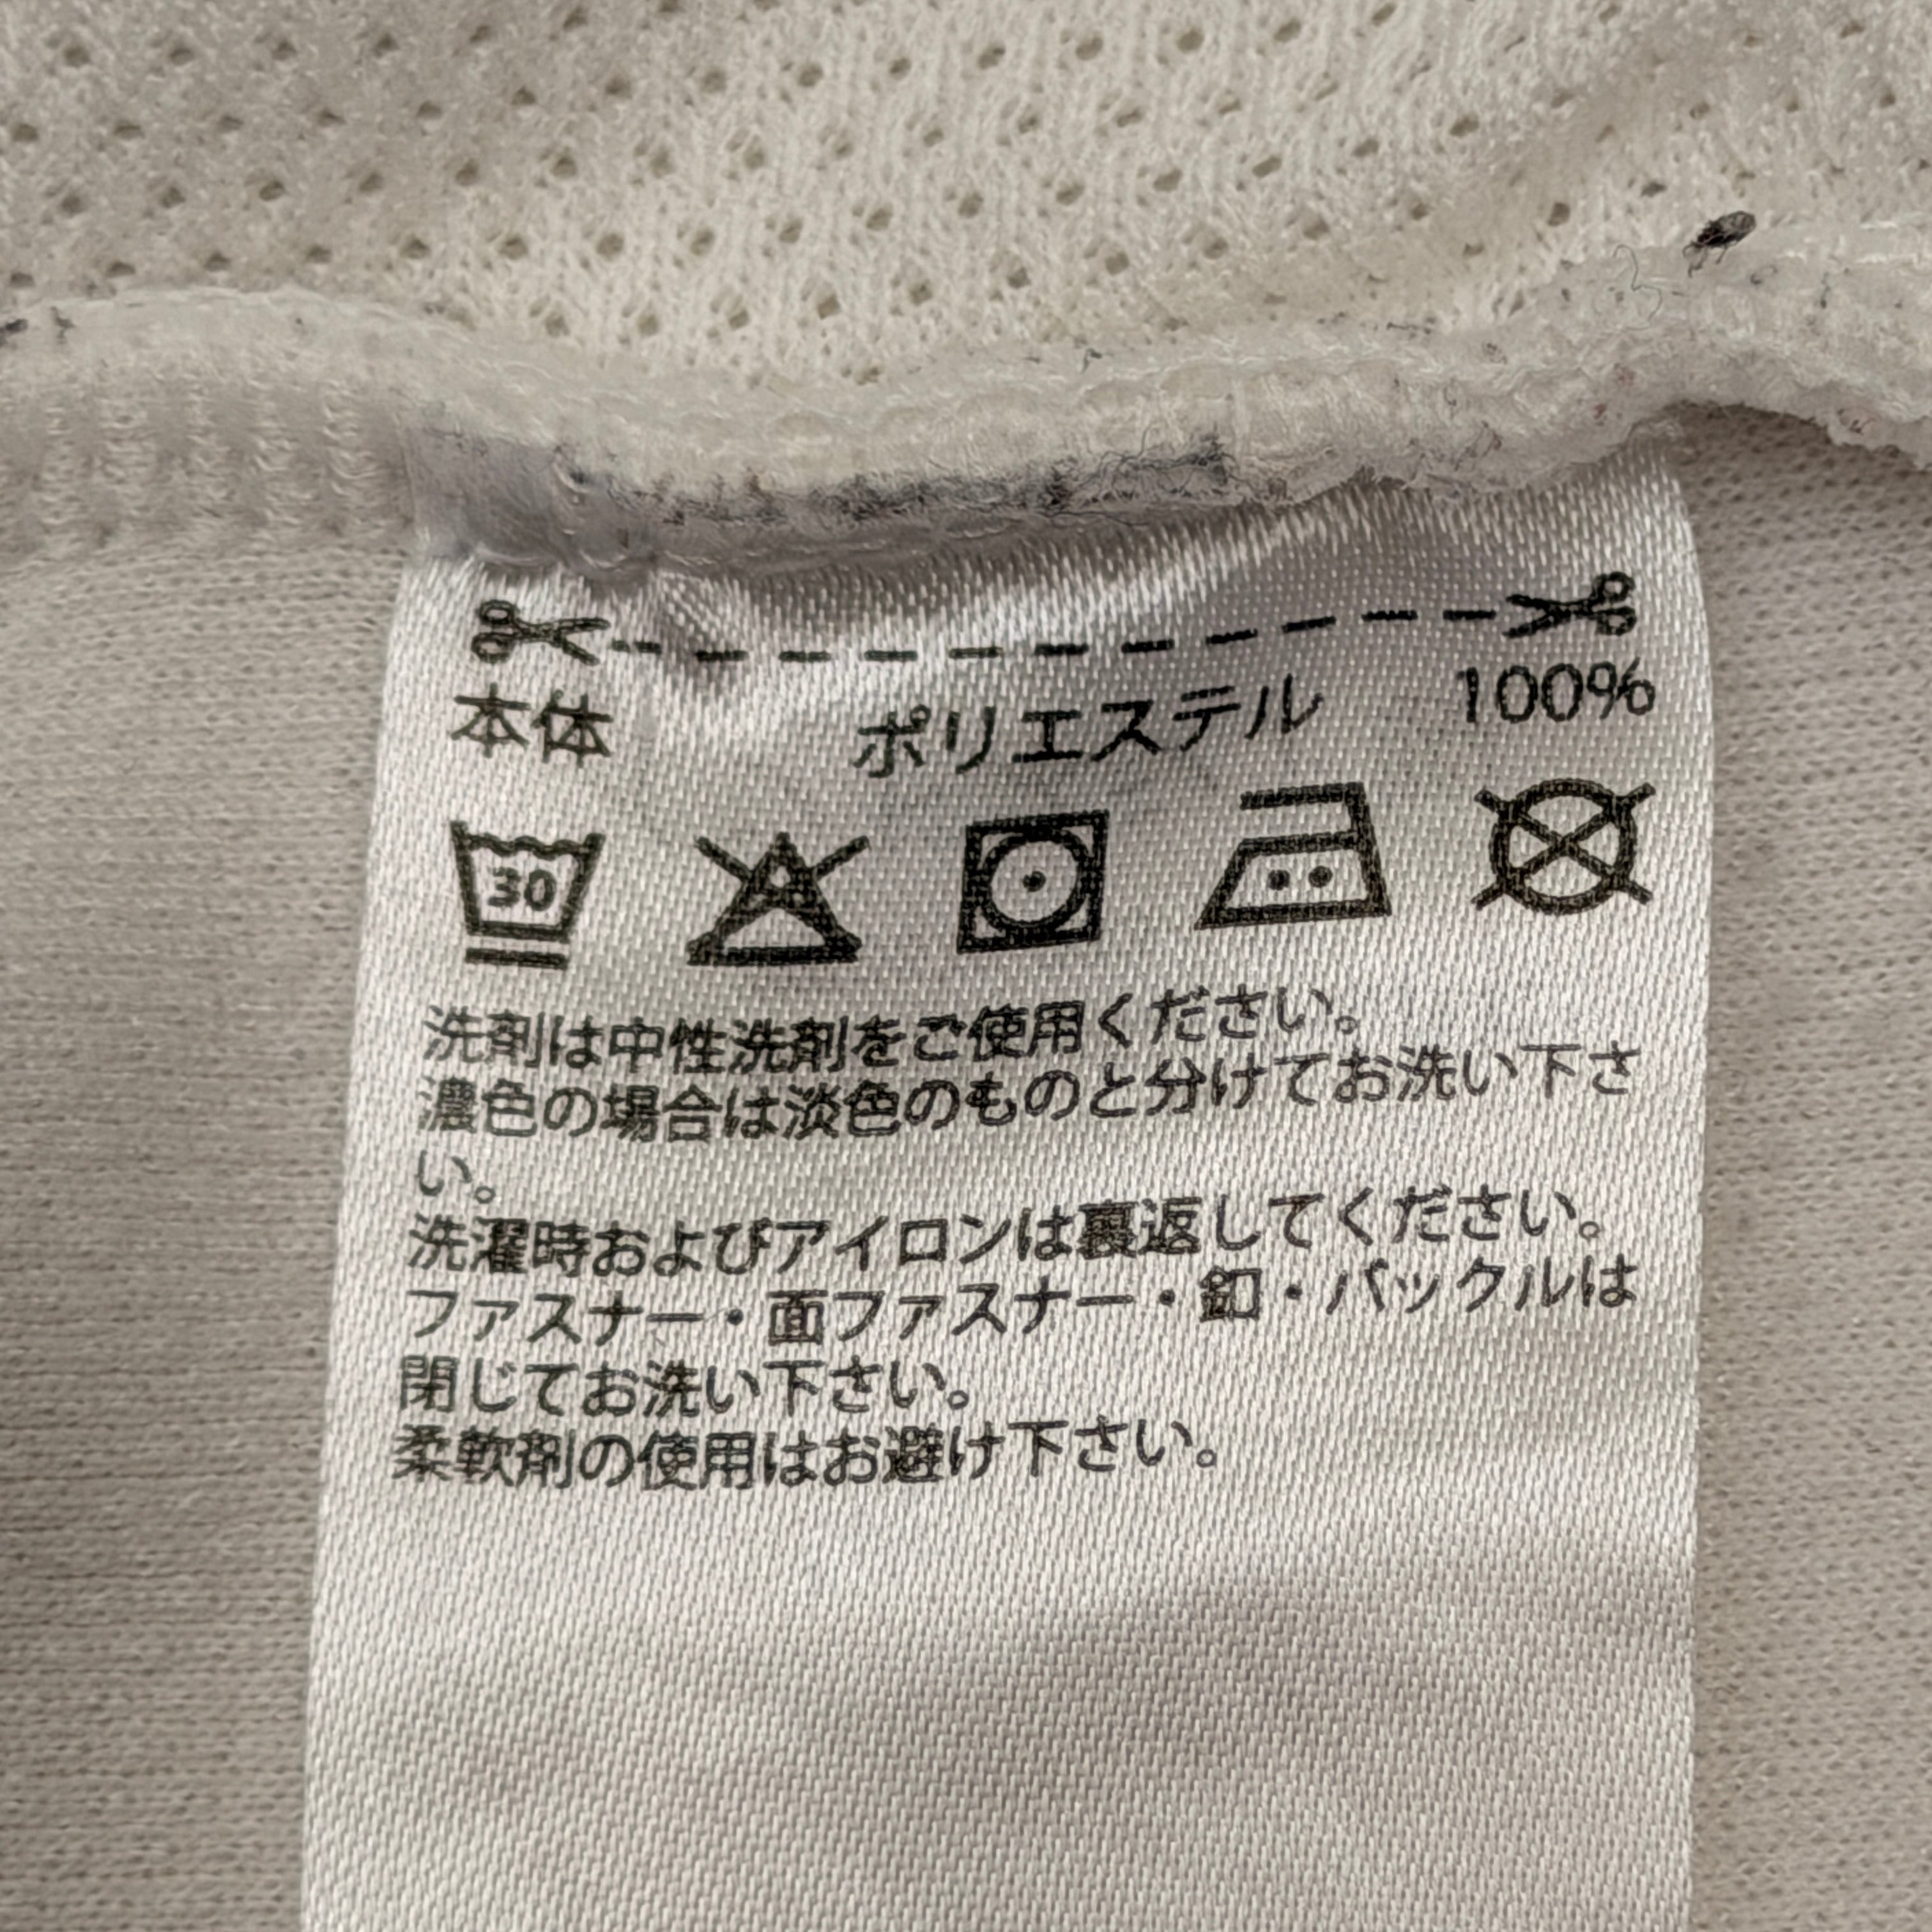 本体 ポリエステル 100%
30
洗剤は中性洗剤をご使用ください。
濃色の場合は淡色のものと分けてお洗い下さ
い。
洗濯時およびアイロンは裏返してください。
ファスナー・面ファスナー・釦・バックルは
閉じてお洗い下さい。
柔軟剤の使用はお避け下さい。